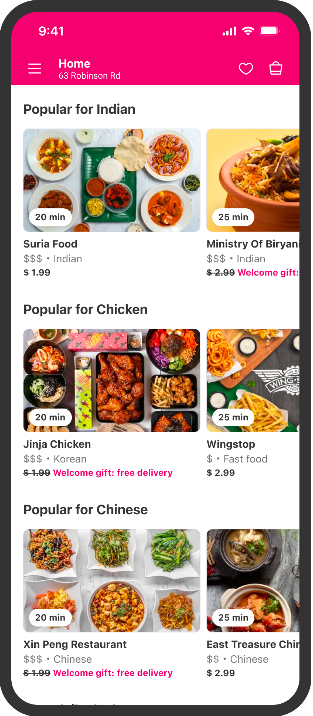 9:41
Home
63 Robinson Rd
Popular for Indian
20 min
25 min
Suria Food
Ministry Of Biryani
$$$ • Indian
$$$ • Indian
$ 1.99
$ 2.99 Welcome gift:
Popular for Chicken
WING-S
20 min
25 min
Jinja Chicken
Wingstop
$$$ • Korean
$ • Fast food
$ 1.99 Welcome gift: free delivery
$ 2.99
Popular for Chinese
20 min
25 min
Xin Peng Restaurant
East Treasure Chin
$$$ • Chinese
$$ • Chinese
$ 1.99 Welcome gift: free delivery
$ 2.99